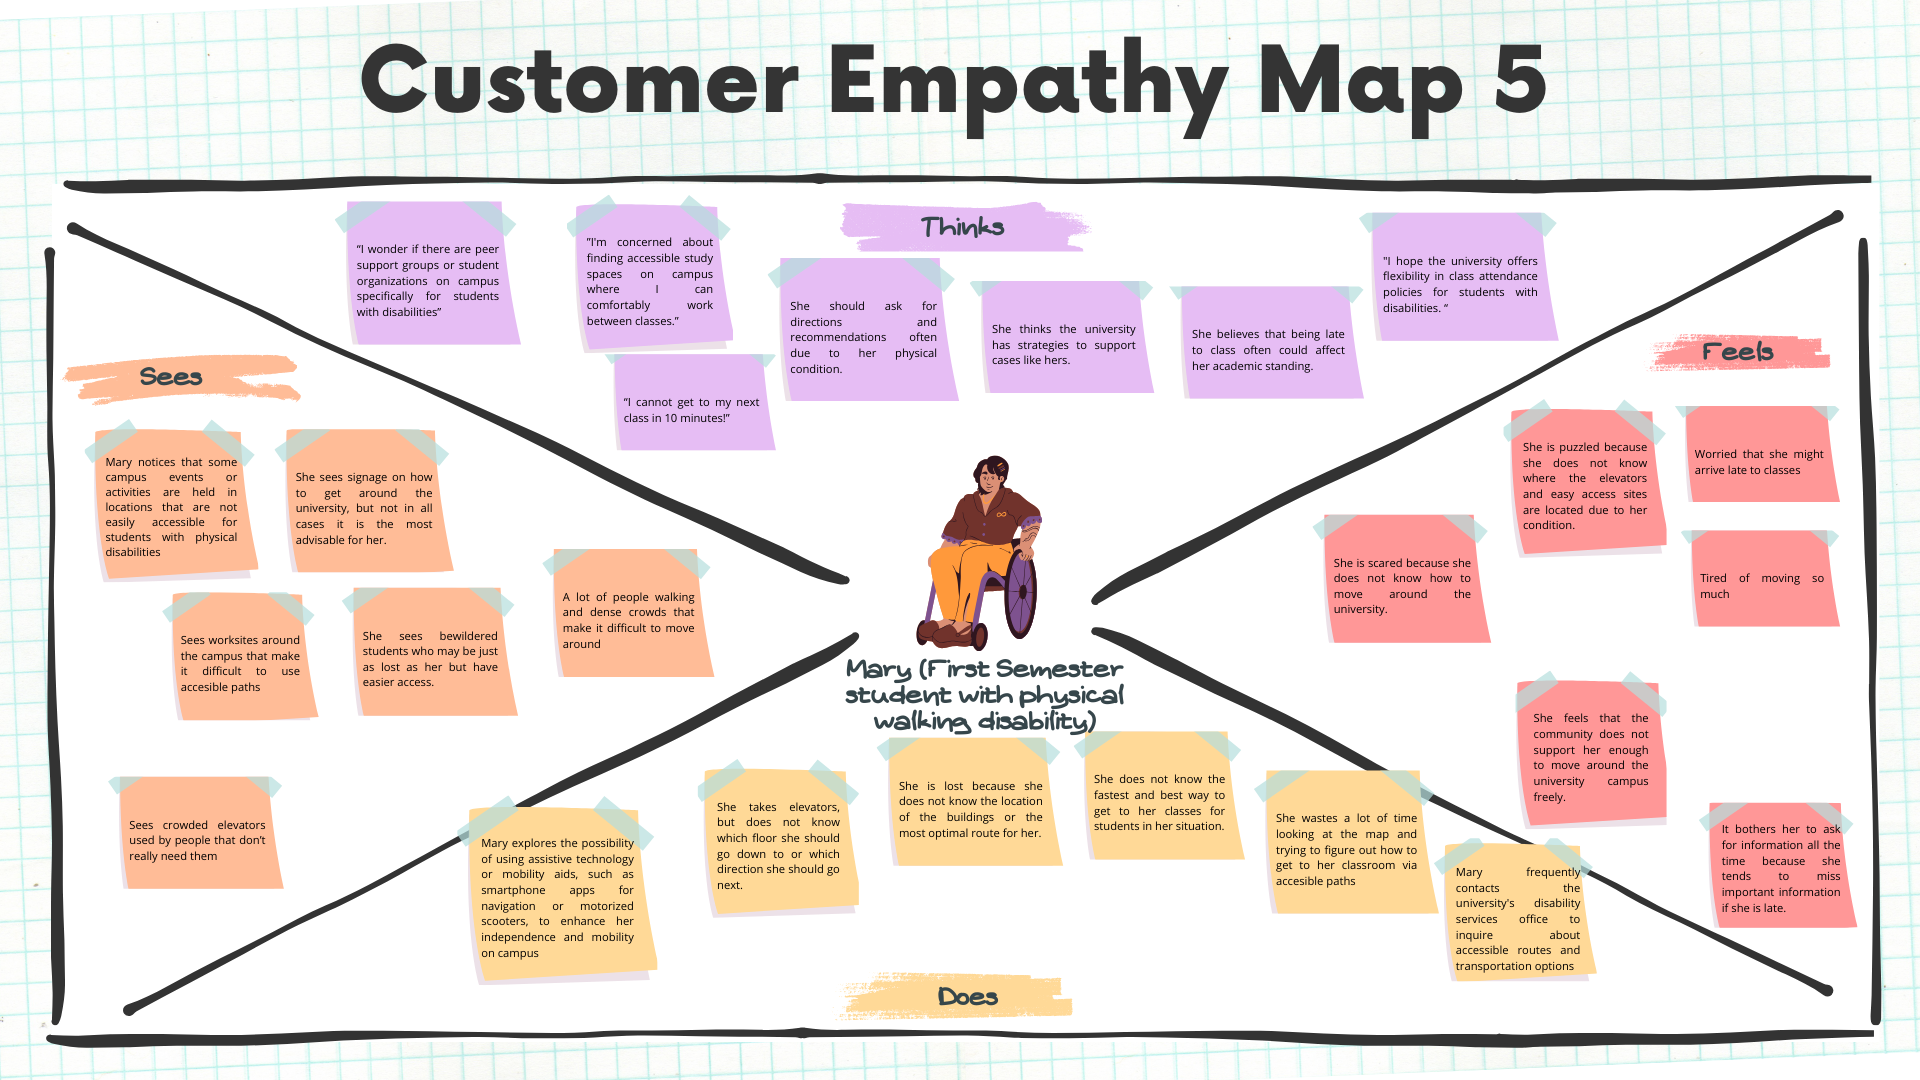 Customer Empathy Map 5
Thinks
“I wonder if there are peer
support groups or student
organizations on campus
specifically for students
with disabilities”
"I'm concerned about
finding accessible study
spaces on campus
where I can
comfortably work
between classes.”
“I cannot get to my next
class in 10 minutes!”
She should ask for
directions and
recommendations often
due to her physical
condition.
She thinks the university
has strategies to support
cases like hers.
She believes that being late
to class often could affect
her academic standing.
"I hope the university offers
flexibility in class attendance
policies for students with
disabilities. “
Sees
Mary notices that some
campus events or
activities are held in
locations that are not
easily accessible for
students with physical
disabilities
She sees signage on how
to get around the
university, but not in all
cases it is the most
advisable for her.
A lot of people walking
and dense crowds that
make it difficult to move
around
Sees worksites around
the campus that make
it difficult to use
accesible paths
She sees bewildered
students who may be just
as lost as her but have
easier access.
Sees crowded elevators
used by people that don’t
really need them
Mary (First Semester
student with physical
walking disability)
Feels
She is puzzled because
she does not know
where the elevators
and easy access sites
are located due to her
condition.
Worried that she might
arrive late to classes
She is scared because she
does not know how to
move around the
university.
Tired of moving so
much
She feels that the
community does not
support her enough
to move around the
university campus
freely.
It bothers her to ask
for information all the
time because she
tends to miss
important information
if she is late.
Mary explores the possibility
of using assistive technology
or mobility aids, such as
smartphone apps for
navigation or motorized
scooters, to enhance her
independence and mobility
on campus
She takes elevators,
but does not know
which floor she should
go down to or which
direction she should go
next.
She is lost because she
does not know the location
of the buildings or the
most optimal route for her.
She does not know the
fastest and best way to
get to her classes for
students in her situation.
She wastes a lot of time
looking at the map and
trying to figure out how to
get to her classroom via
accesible paths
Mary frequently
contacts the
university's disability
services office to
inquire about
accessible routes and
transportation options
Does